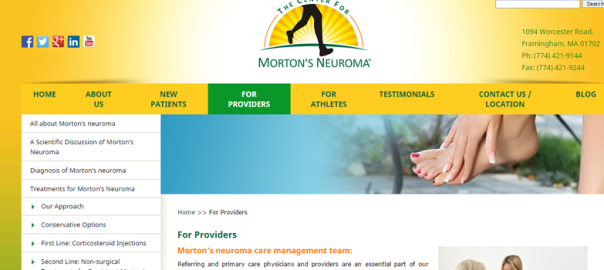 Search
THE CENTER FOR
MORTON'S NEUROMA
1094 Worcester Road,
Framingham, MA 01702
Ph: (774) 421-9144
Fax: (774) 421-9244
HOME
ABOUT
US
NEW
PATIENTS
FOR
PROVIDERS
FOR
ATHLETES
TESTIMONIALS
CONTACT US /
LOCATION
BLOG
All about Morton's neuroma
A Scientific Discussion of Morton's
Neuroma
Diagnosis of Morton's neuroma
Treatments for Morton's Neuroma
Our Approach
Conservative Options
First Line: Corticosteroid Injections
Second Line: Non-surgical
Home >> For Providers
For Providers
Morton's neuroma care management team:
Referring and primary care physicians and providers are an essential part of our